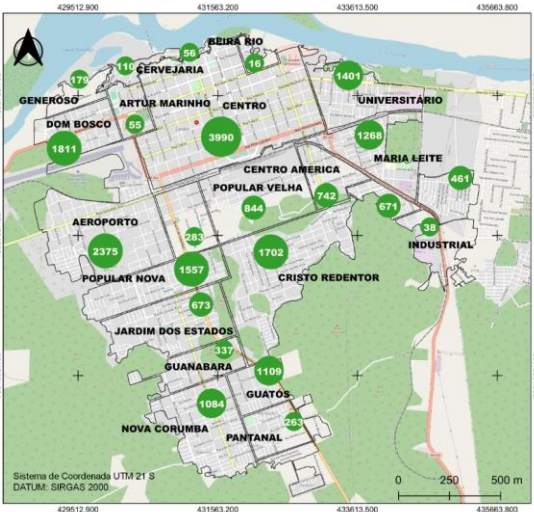 429512.900 431563.200 433613.500 435663.800
BEIRA RIO
56
110
16
CERVEJARIA
179
1401
GENEROSO
ARTUR MARINHO
CENTRO
UNIVERSITÁRIO
DOM BOSCO
55
3990
1268
1811
MARIA LEITE
CENTRO AMERICA
461
POPULAR VELHA
742
844
671
AEROPORTO
38
283
INDUSTRIAL
2375
1702
1557
POPULAR NOVA
CRISTO REDENTOR
673
JARDIM DOS ESTADOS
337
GUANABARA
1109
GUATÓS
1084
263
NOVA CORUMBA
PANTANAL
Sistema de Coordenada UTM 21 S
DATUM: SIRGAS 2000
0 250 500 m
429512.900 431563.200 433613.500 435663.800